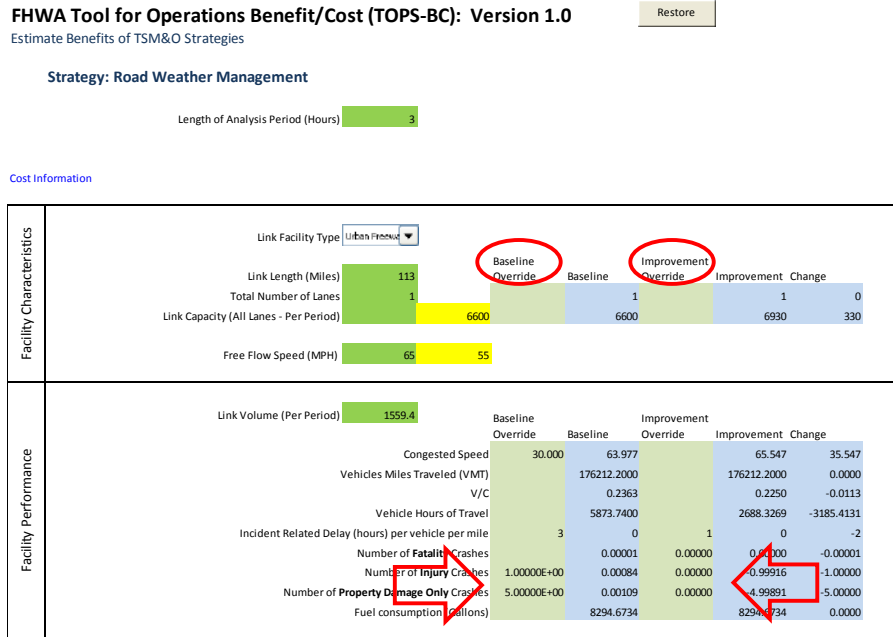 FHWA Tool for Operations Benefit/Cost (TOPS-BC): Version 1.0 Restore
Estimate Benefits of TSM&O Strategies
Strategy: Road Weather Management
Length of Analysis Period (Hours) 3
Cost Information
Facility Characteristics
Link Facility Type Urban Freeway
Baseline Override Baseline Improvement Override Improvement Change
Link Length (Miles) 113
Total Number of Lanes 1 1 1 0
Link Capacity (All Lanes - Per Period) 6600 6600 6930 330
Free Flow Speed (MPH) 65 55
Facility Performance
Link Volume (Per Period) 1559.4
Baseline Override Baseline Improvement Override Improvement Change
Congested Speed 30.000 63.977 65.547 35.547
Vehicles Miles Traveled (VMT) 176212.2000 176212.2000 0.0000
V/C 0.2363 0.2250 -0.0113
Vehicle Hours of Travel 5873.7400 2688.3269 -3185.4131
Incident Related Delay (hours) per vehicle per mile 3 0 1 0 -2
Number of Fatality Crashes 0.00001 0.00000 0.00000 -0.00001
Number of Injury Crashes 1.00000E+00 0.00084 0.00000 -0.99916 -1.00000
Number of Property Damage Only Crashes 5.00000E+00 0.00109 0.00000 -4.99891 -5.00000
Fuel consumption (Gallons) 8294.6734 8294.6734 0.0000